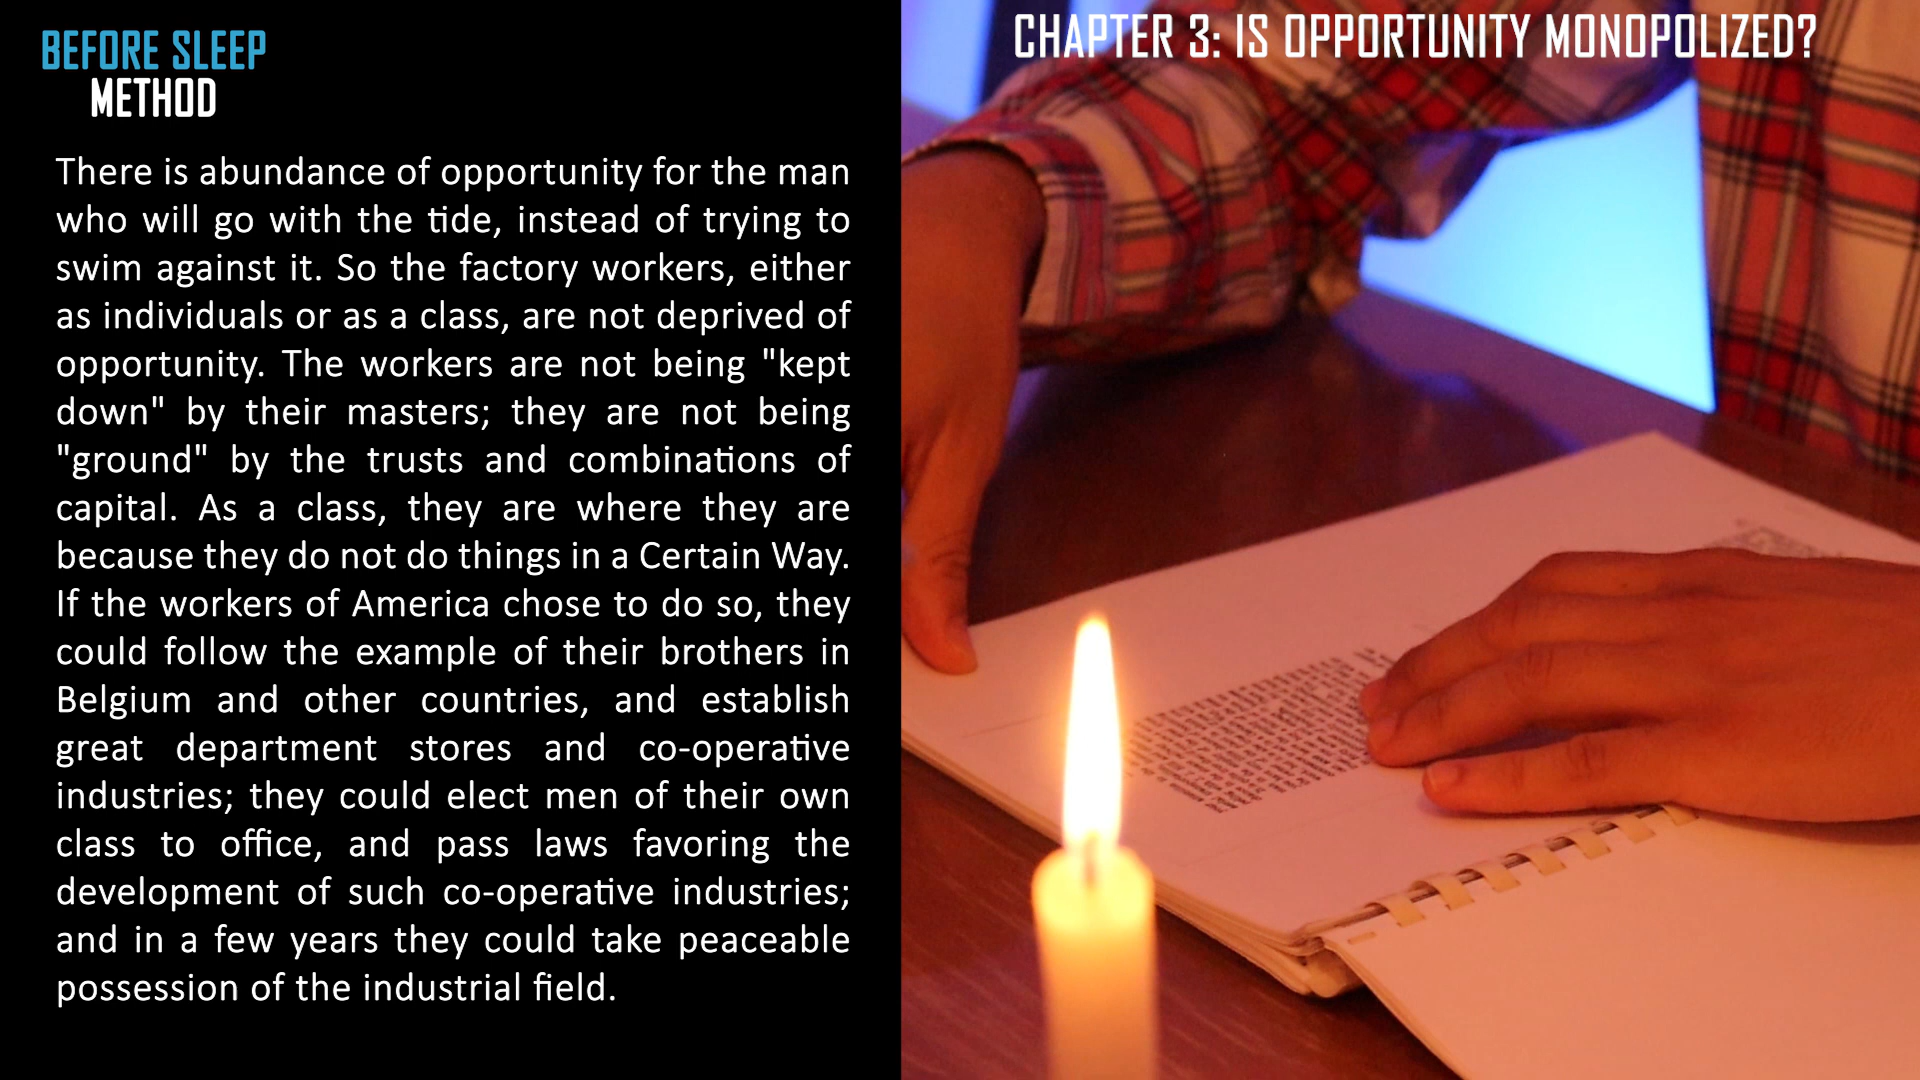 BEFORE SLEEP
METHOD
CHAPTER 3: IS OPPORTUNITY MONOPOLIZED?
There is abundance of opportunity for the man
who will go with the tide, instead of trying to
swim against it. So the factory workers, either
as individuals or as a class, are not deprived of
opportunity. The workers are not being "kept
down" by their masters; they are not being
"ground" by the trusts and combinations of
capital. As a class, they are where they are
because they do not do things in a Certain Way.
If the workers of America chose to do so, they
could follow the example of their brothers in
Belgium and other countries, and establish
great department stores and co-operative
industries; they could elect men of their own
class to office, and pass laws favoring the
development of such co-operative industries;
and in a few years they could take peaceable
possession of the industrial field.